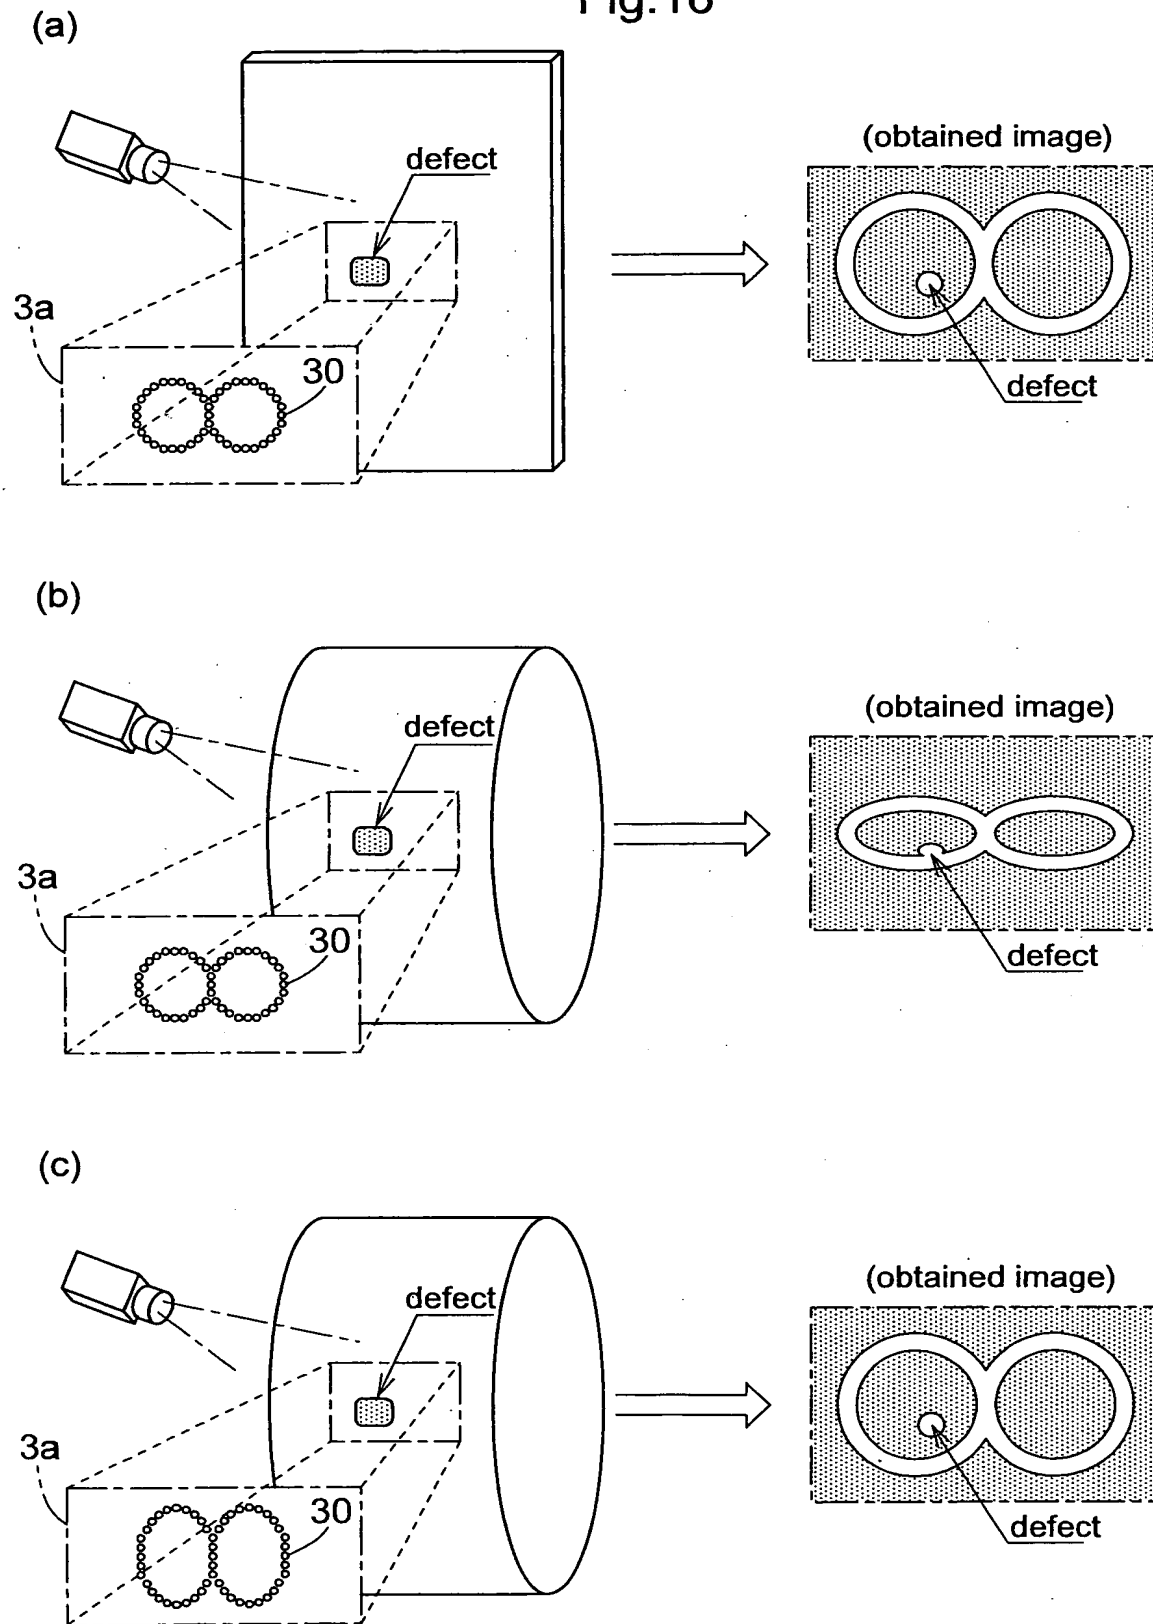 Fig.16
(a)
defect
(obtained image)
3a
30
defect
(b)
defect
(obtained image)
3a
30
defect
(c)
defect
(obtained image)
3a
30
defect